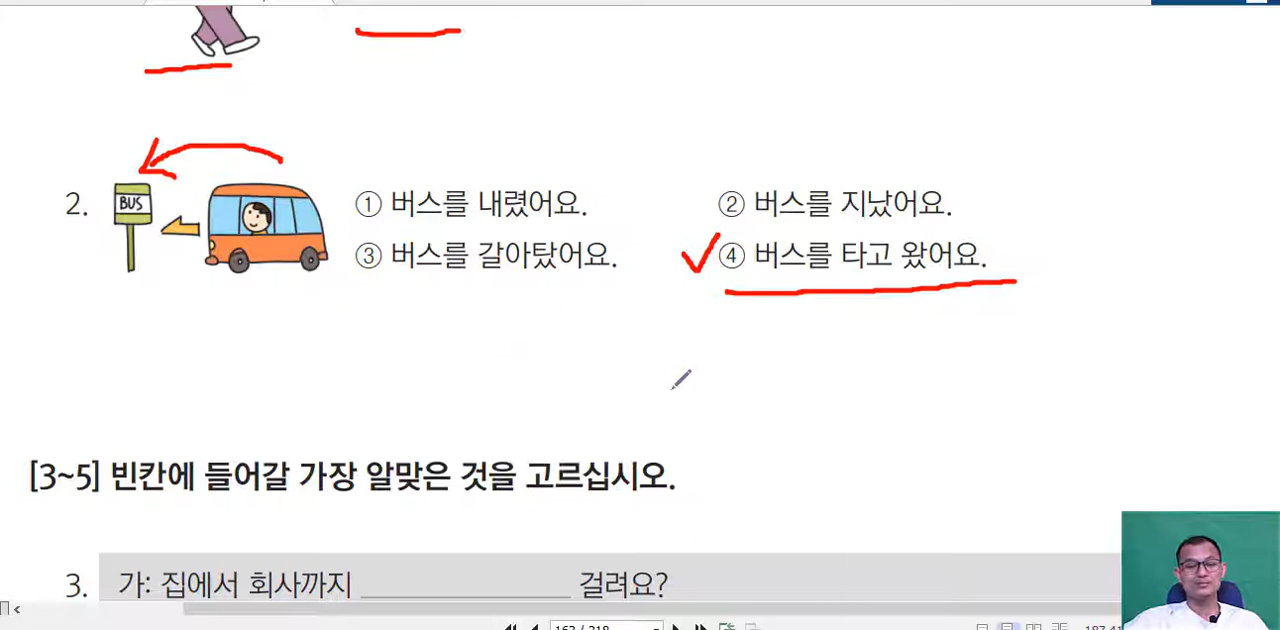 2. BUS ① 버스를 내렸어요. ② 버스를 지났어요.
③ 버스를 갈아탔어요. ④ 버스를 타고 왔어요.
[3~5] 빈칸에 들어갈 가장 알맞은 것을 고르십시오.
3. 가: 집에서 회사까지 ____________ 걸려요?